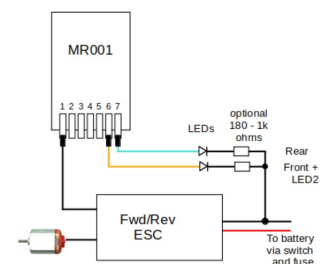 MR001
1 2 3 4 5 6 7
optional
180 - 1k
ohms
LEDs
Rear
Front +
LED2
Fwd/Rev
ESC
To battery
via switch
and fuse